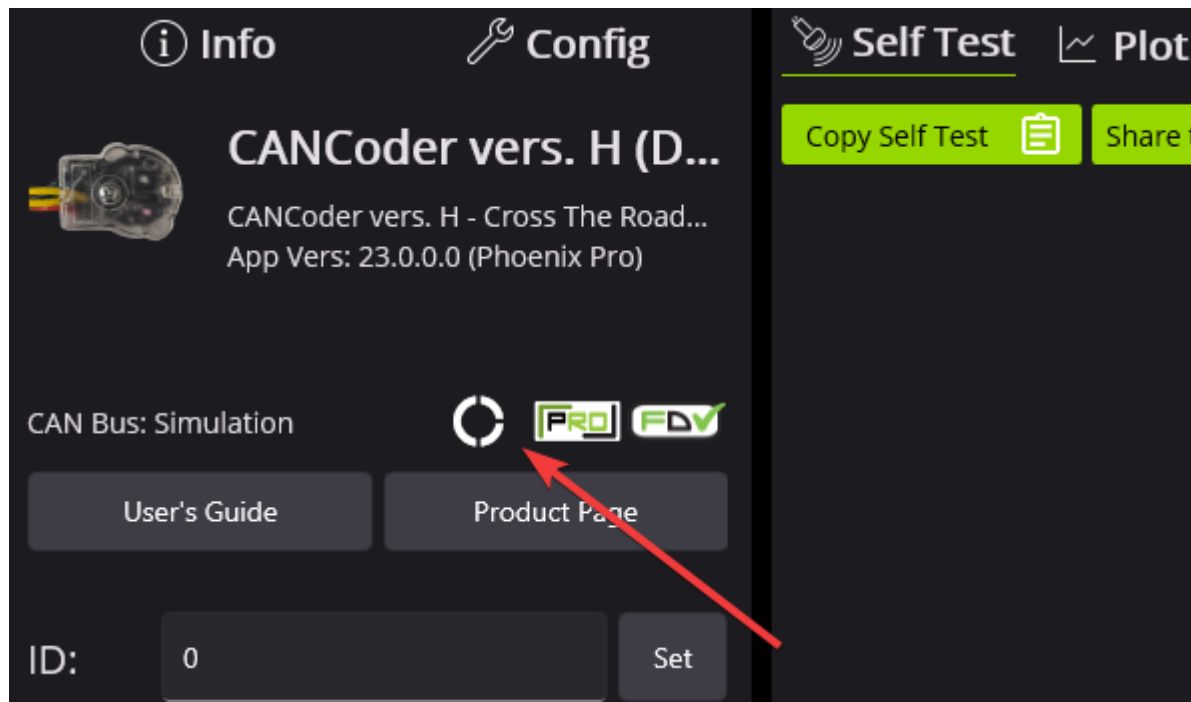 Info
Config
Self Test
Plot
CANCoder vers. H (D...
CANCoder vers. H - Cross The Road...
App Vers: 23.0.0.0 (Phoenix Pro)
Copy Self Test
Share
CAN Bus: Simulation
PRO
FD
User's Guide
Product Page
ID:
0
Set